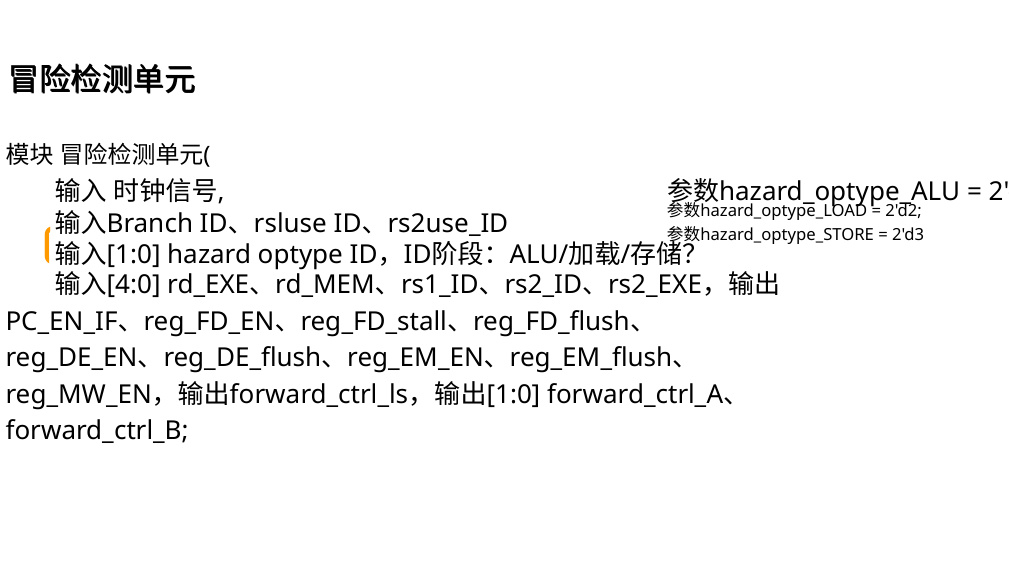 冒险检测单元
模块 冒险检测单元(
输入 时钟信号,
输入Branch ID、rsluse ID、rs2use_ID
输入[1:0] hazard optype ID，ID阶段：ALU/加载/存储?
输入[4:0] rd_EXE、rd_MEM、rs1_ID、rs2_ID、rs2_EXE，输出
PC_EN_IF、reg_FD_EN、reg_FD_stall、reg_FD_flush、
reg_DE_EN、reg_DE_flush、reg_EM_EN、reg_EM_flush、
reg_MW_EN，输出forward_ctrl_ls，输出[1:0] forward_ctrl_A、
forward_ctrl_B;
参数hazard_optype_ALU = 2'
参数hazard_optype_LOAD = 2'd2;
参数hazard_optype_STORE = 2'd3